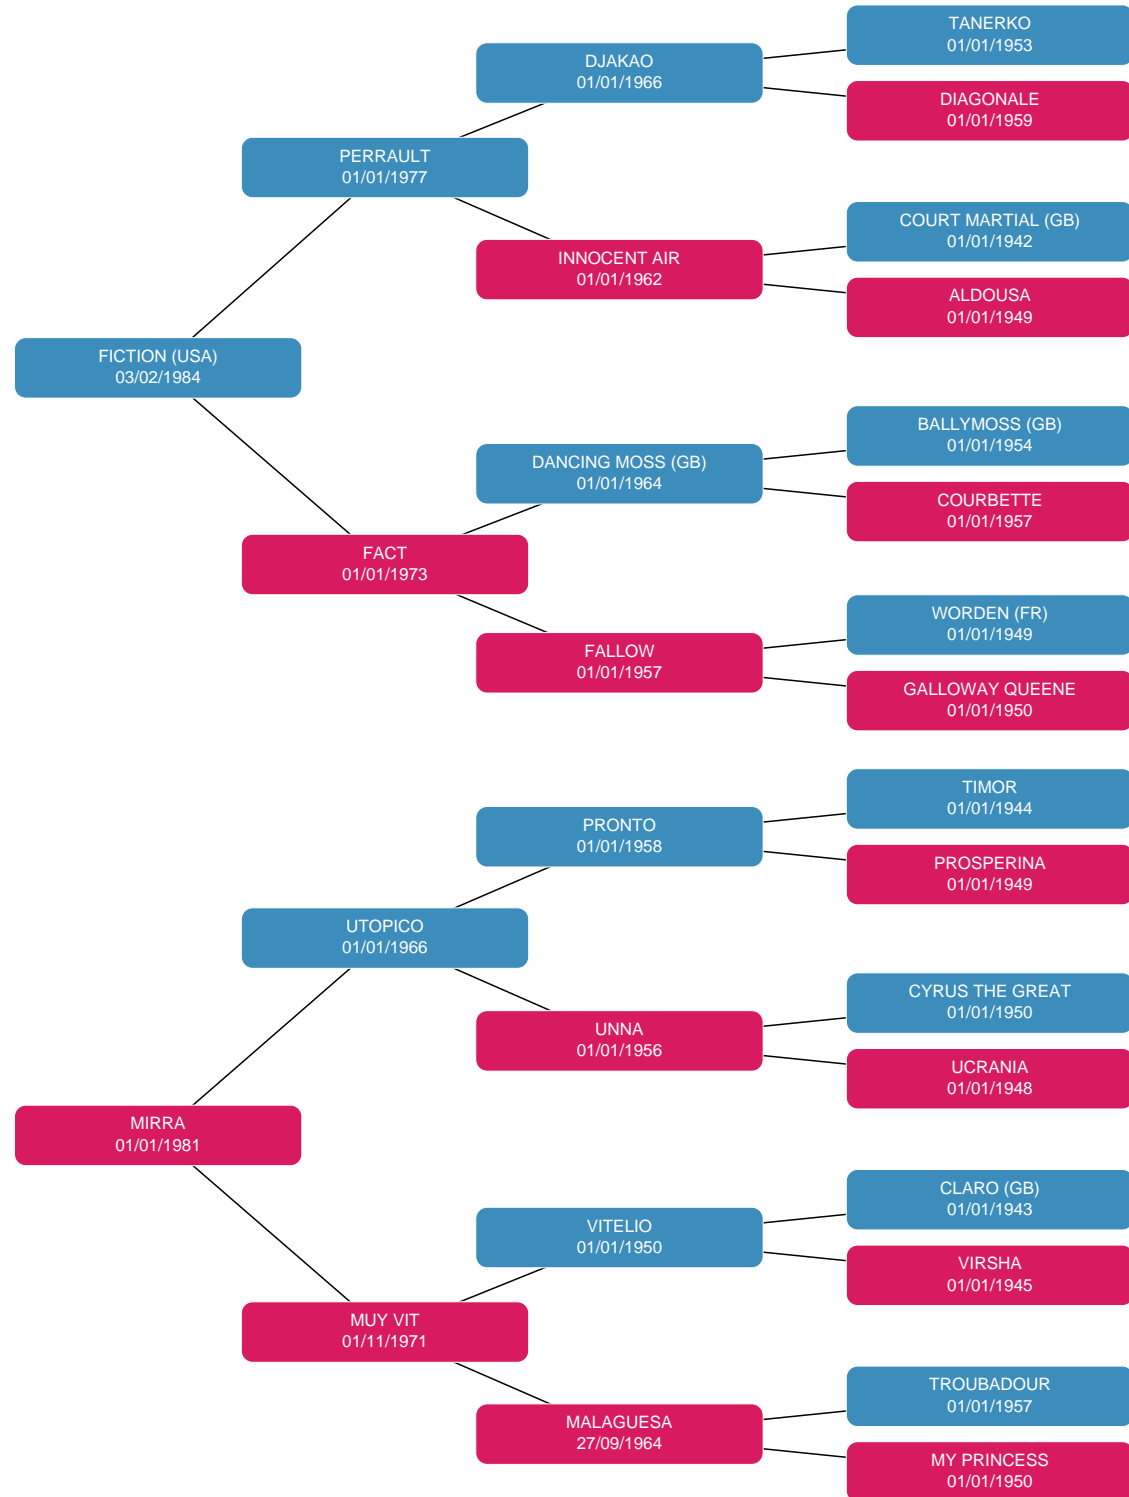 TANERKO
01/01/1953
DJAKAO
01/01/1966
DIAGONALE
01/01/1959
PERRAULT
01/01/1977
COURT MARTIAL (GB)
01/01/1942
INNOCENT AIR
01/01/1962
ALDOUSA
01/01/1949
FICTION (USA)
03/02/1984
BALLYMOSS (GB)
01/01/1954
DANCING MOSS (GB)
01/01/1964
COURBETTE
01/01/1957
FACT
01/01/1973
WORDEN (FR)
01/01/1949
FALLOW
01/01/1957
GALLOWAY QUEENE
01/01/1950
TIMOR
01/01/1944
PRONTO
01/01/1958
PROSPERINA
01/01/1949
UTOPICO
01/01/1966
CYRUS THE GREAT
01/01/1950
UNNA
01/01/1956
UCRANIA
01/01/1948
MIRRA
01/01/1981
CLARO (GB)
01/01/1943
VITELIO
01/01/1950
VIRSHA
01/01/1945
MUY VIT
01/11/1971
TROUBADOUR
01/01/1957
MALAGUESA
27/09/1964
MY PRINCESS
01/01/1950